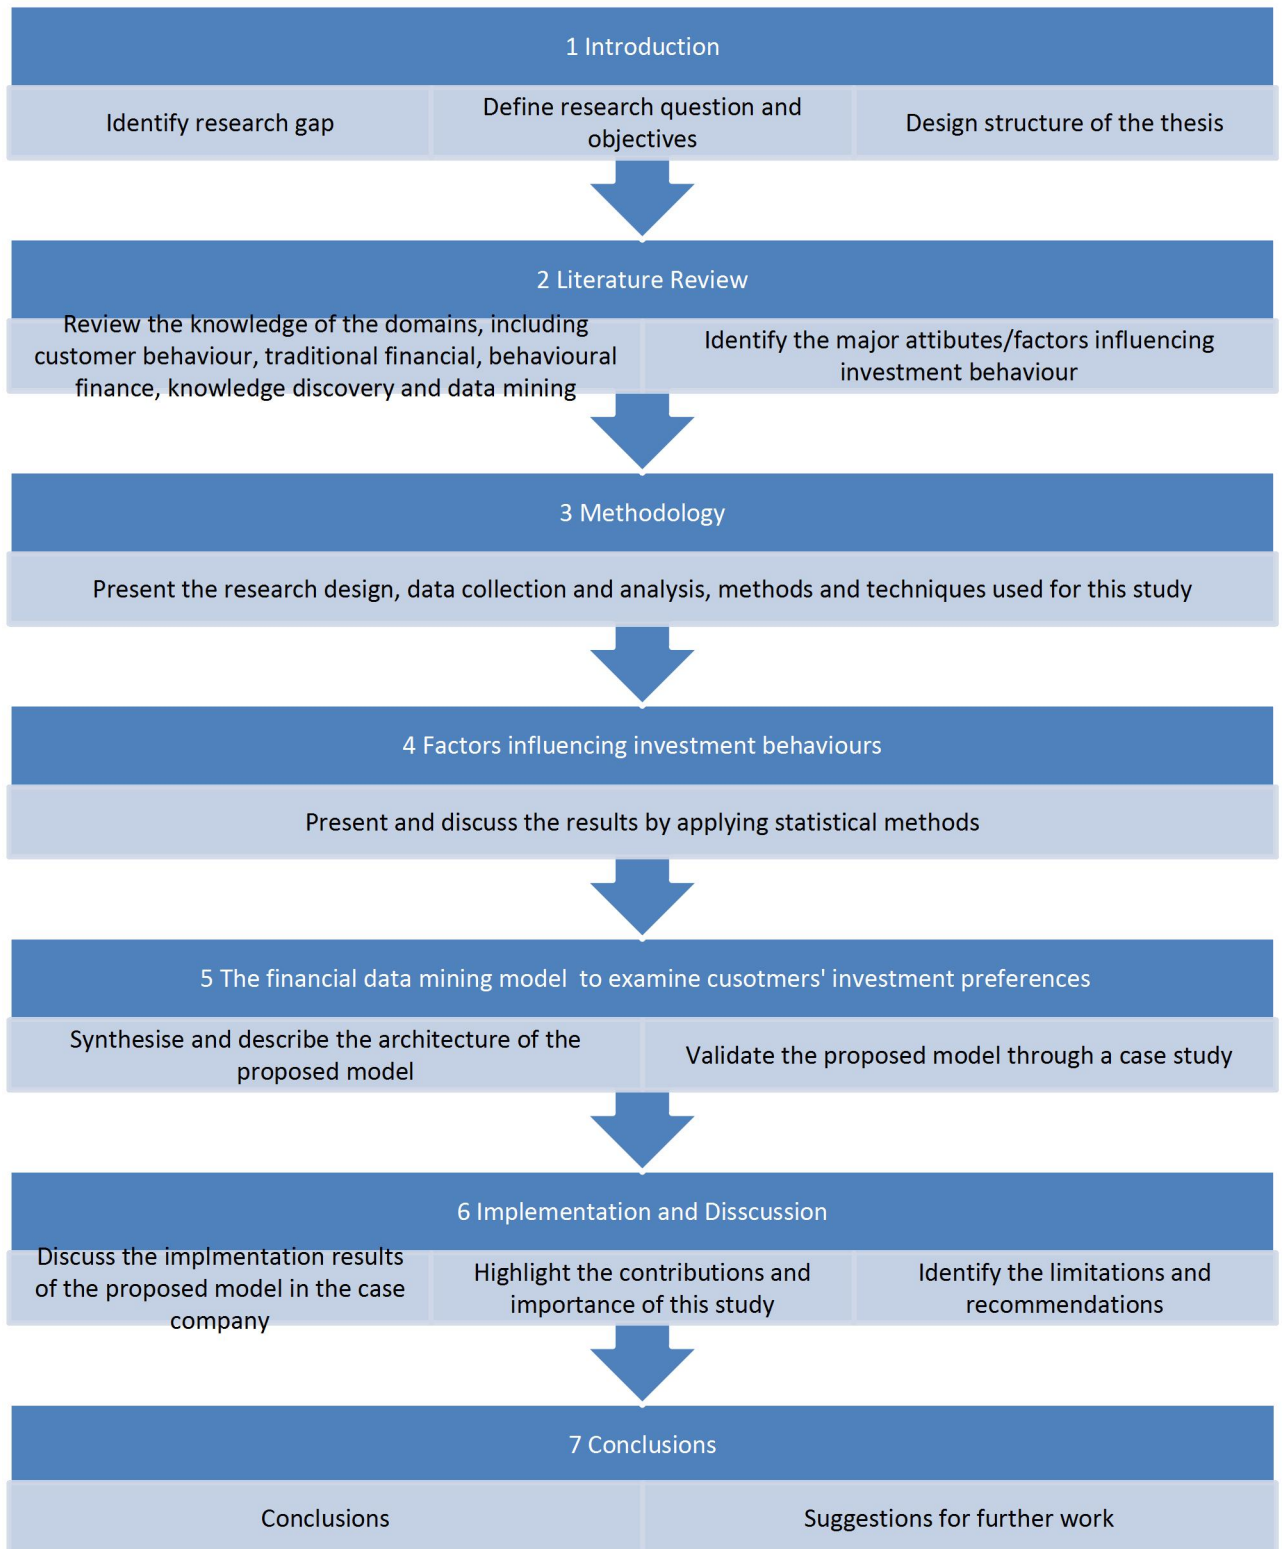 1 Introduction
Identify research gap
Define research question and
objectives
Design structure of the thesis
2 Literature Review
Review the knowledge of the domains, including
customer behaviour, traditional financial, behavioural
finance, knowledge discovery and data mining
Identify the major attibutes/factors influencing
investment behaviour
3 Methodology
Present the research design, data collection and analysis, methods and techniques used for this study
4 Factors influencing investment behaviours
Present and discuss the results by applying statistical methods
5 The financial data mining model  to examine cusotmers' investment preferences
Synthesise and describe the architecture of the
proposed model
Validate the proposed model through a case study
6 Implementation and Disscussion
Discuss the implmentation results
of the proposed model in the case
company
Highlight the contributions and
importance of this study
Identify the limitations and
recommendations
7 Conclusions
Conclusions
Suggestions for further work